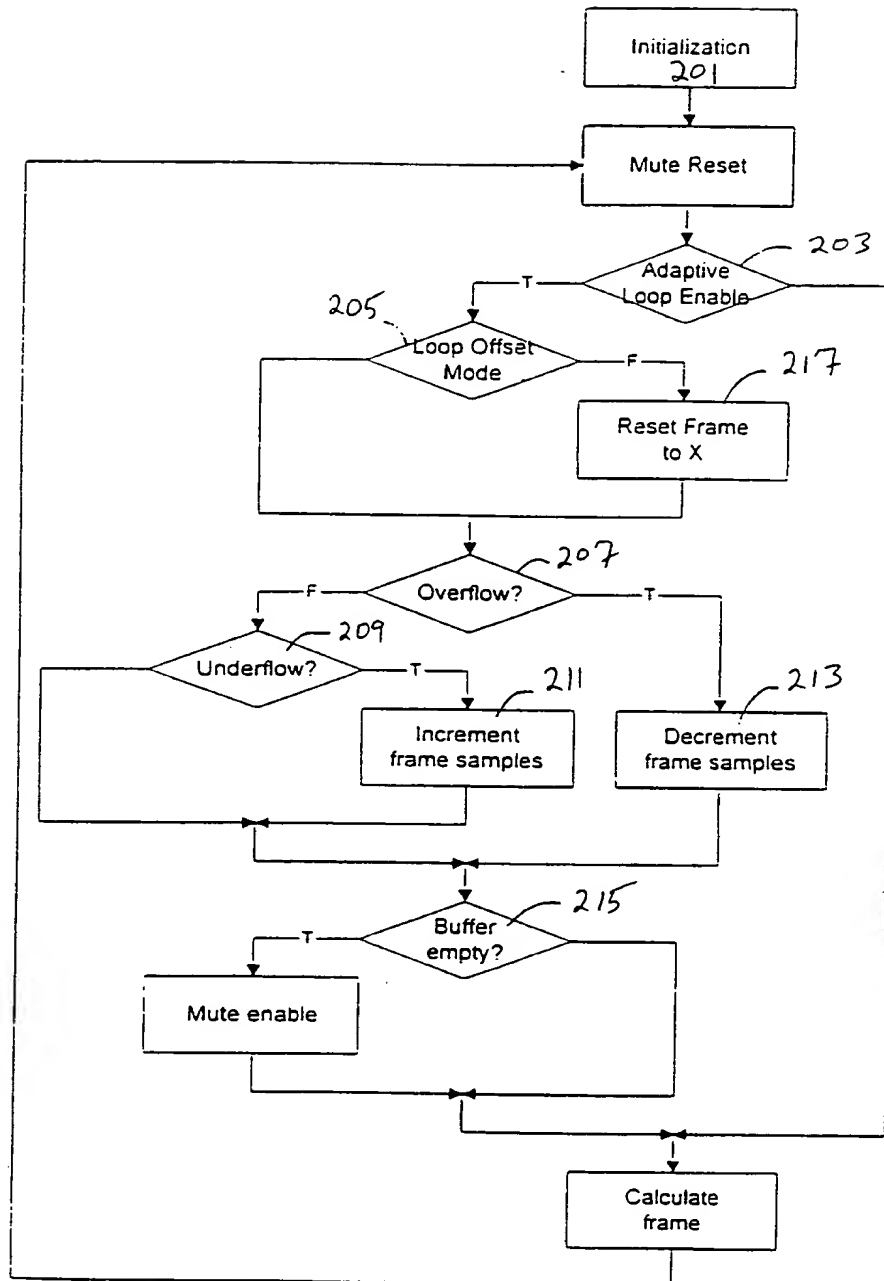 Initialization
201
Mute Reset
203
Adaptive
Loop Enable
T
205
Loop Offset
Mode
F
217
Reset Frame
to X
207
Overflow?
F
T
209
Underflow?
T
211
Increment
frame samples
213
Decrement
frame samples
215
Buffer
empty?
T
Mute enable
Calculate
frame